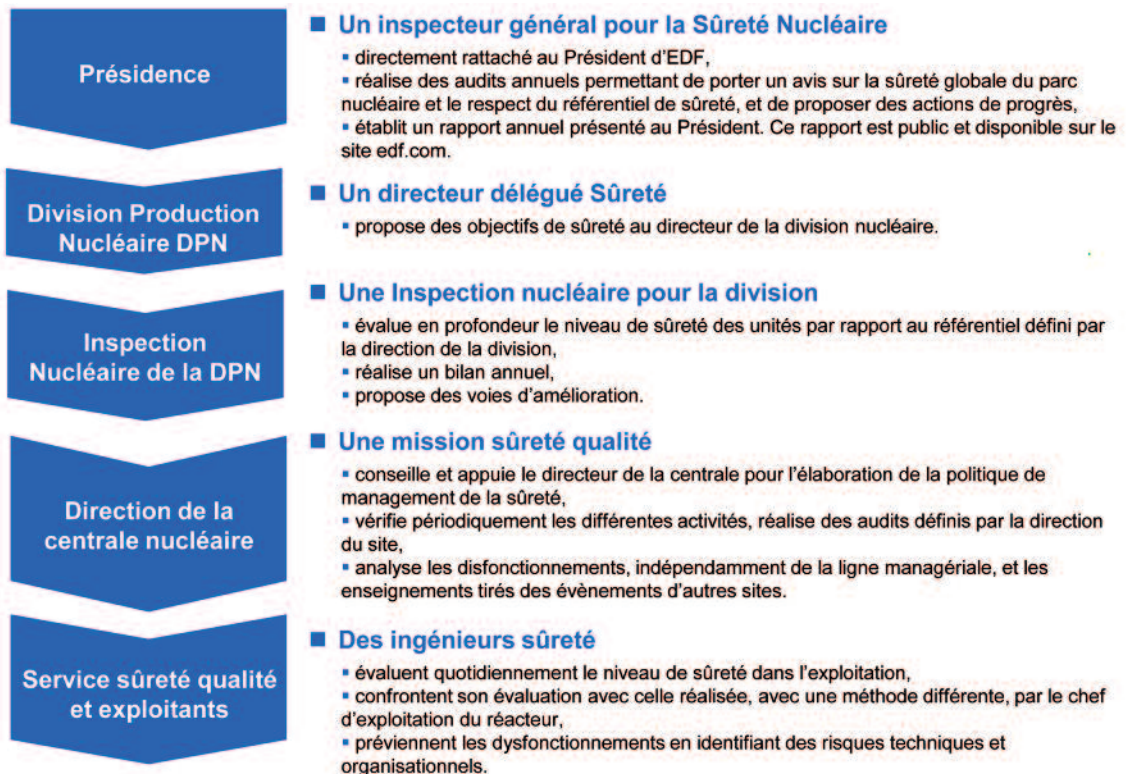 Présidence
■ Un inspecteur général pour la Sûreté Nucléaire
▪ directement rattaché au Président d'EDF,
▪ réalise des audits annuels permettant de porter un avis sur la sûreté globale du parc
nucléaire et le respect du référentiel de sûreté, et de proposer des actions de progrès,
▪ établit un rapport annuel présenté au Président. Ce rapport est public et disponible sur le
site edf.com.
Division Production
Nucléaire DPN
■ Un directeur délégué Sûreté
▪ propose des objectifs de sûreté au directeur de la division nucléaire.
Inspection
Nucléaire de la DPN
■ Une Inspection nucléaire pour la division
▪ évalue en profondeur le niveau de sûreté des unités par rapport au référentiel défini par
la direction de la division,
▪ réalise un bilan annuel,
▪ propose des voies d'amélioration.
Direction de la
centrale nucléaire
■ Une mission sûreté qualité
▪ conseille et appuie le directeur de la centrale pour l'élaboration de la politique de
management de la sûreté,
▪ vérifie périodiquement les différentes activités, réalise des audits définis par la direction
du site,
▪ analyse les disfonctionnements, indépendamment de la ligne managériale, et les
enseignements tirés des évènements d'autres sites.
Service sûreté qualité
et exploitants
■ Des ingénieurs sûreté
▪ évaluent quotidiennement le niveau de sûreté dans l'exploitation,
▪ confrontent son évaluation avec celle réalisée, avec une méthode différente, par le chef
d'exploitation du réacteur,
▪ préviennent les dysfonctionnements en identifiant des risques techniques et
organisationnels.